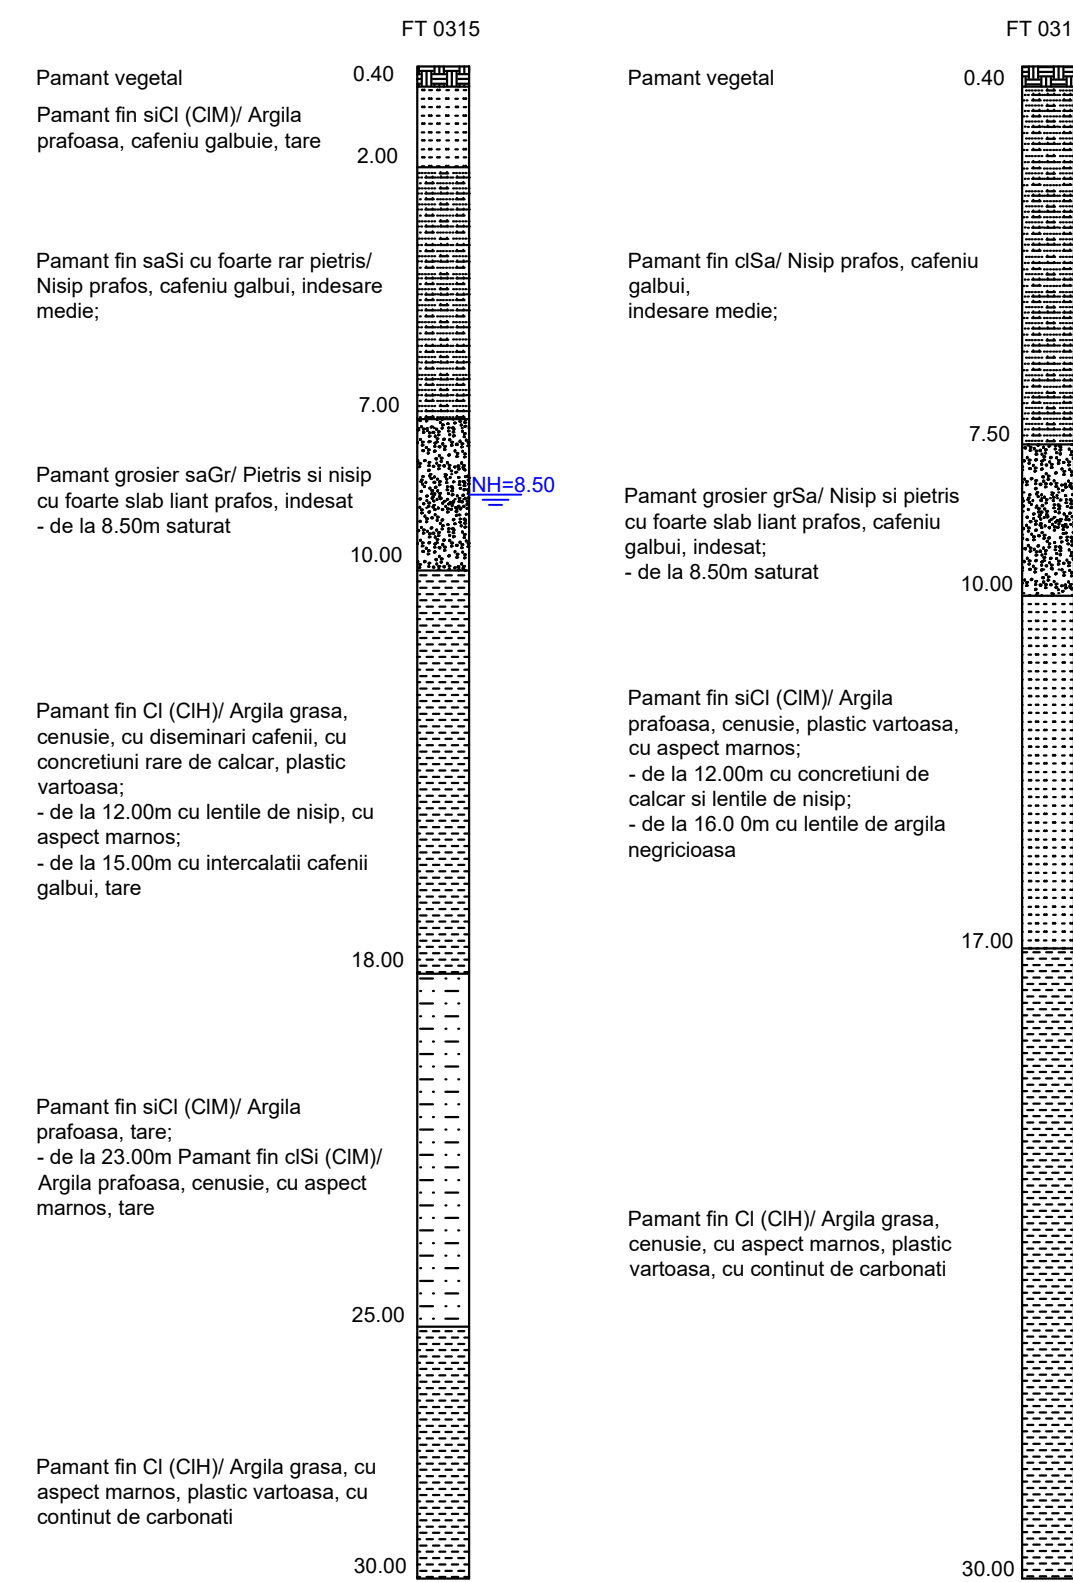 FT 0315
Pamant vegetal
0.40
Pamant fin siCl (ClM)/ Argila
prafoasa, cafeniu galbuie, tare
2.00
Pamant fin saSi cu foarte rar pietris/
Nisip prafos, cafeniu galbui, indesare
medie;
7.00
Pamant grosier saGr/ Pietris si nisip
cu foarte slab liant prafos, indesat
- de la 8.50m saturat
NH=8.50
10.00
Pamant fin Cl (ClH)/ Argila grasa,
cenusie, cu diseminari cafenii, cu
concretiuni rare de calcar, plastic
vartoasa;
- de la 12.00m cu lentile de nisip, cu
aspect marnos;
- de la 15.00m cu intercalatii cafenii
galbui, tare
18.00
Pamant fin siCl (ClM)/ Argila
prafoasa, tare;
- de la 23.00m Pamant fin clSi (ClM)/
Argila prafoasa, cenusie, cu aspect
marnos, tare
25.00
Pamant fin Cl (ClH)/ Argila grasa, cu
aspect marnos, plastic vartoasa, cu
continut de carbonati
30.00
FT 031
Pamant vegetal
0.40
Pamant fin clSa/ Nisip prafos, cafeniu
galbui,
indesare medie;
7.50
Pamant grosier grSa/ Nisip si pietris
cu foarte slab liant prafos, cafeniu
galbui, indesat;
- de la 8.50m saturat
10.00
Pamant fin siCl (ClM)/ Argila
prafoasa, cenusie, plastic vartoasa,
cu aspect marnos;
- de la 12.00m cu concretiuni de
calcar si lentile de nisip;
- de la 16.0 0m cu lentile de argila
negricioasa
17.00
Pamant fin Cl (ClH)/ Argila grasa,
cenusie, cu aspect marnos, plastic
vartoasa, cu continut de carbonati
30.00